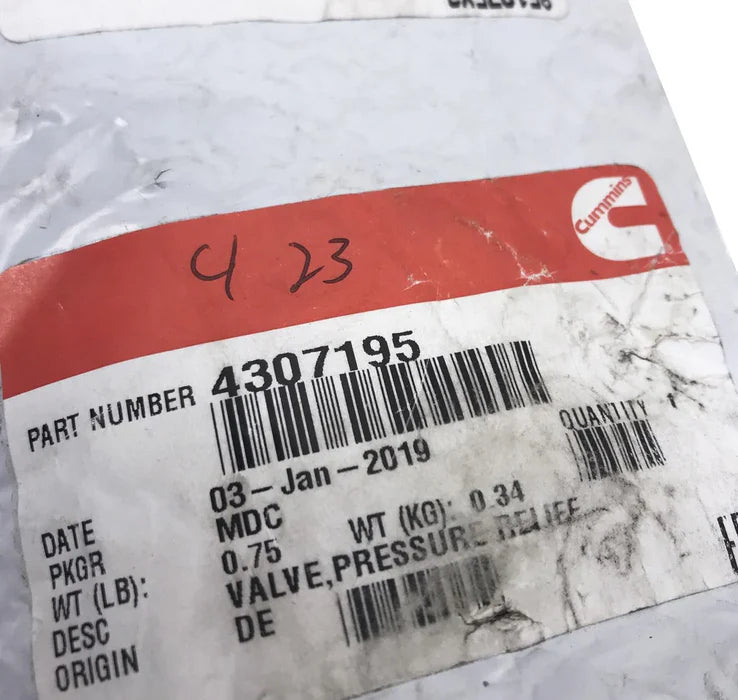 Cummins
4 23
PART NUMBER 4307195
QUANTITY
DATE 03-Jan-2019
PKGR MDC
WT (LB): 0.75 WT (KG): 0.34
DESC VALVE,PRESSURE RELIEF
ORIGIN DE